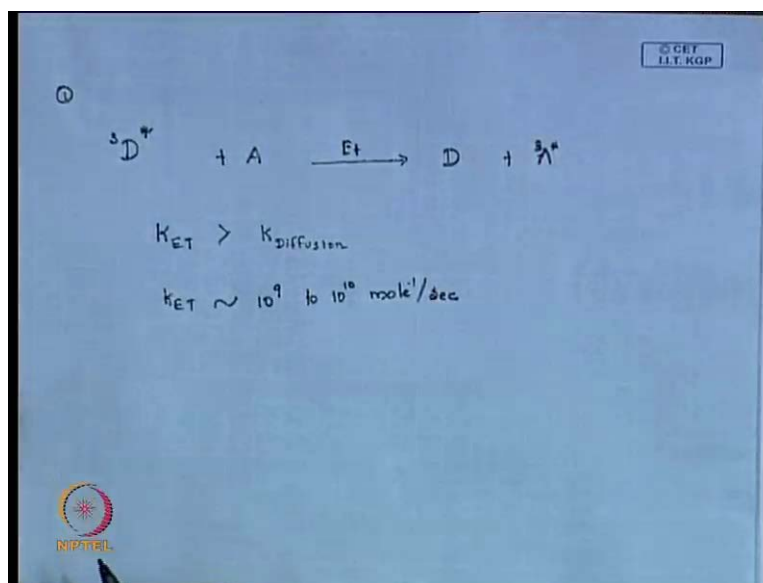 © CET
I.I.T. KGP
①
³D* + A —Et→ D + ³A*
K_ET > K_Diffusion
K_ET ~ 10⁹ to 10¹⁰ mole⁻¹/sec
NPTEL